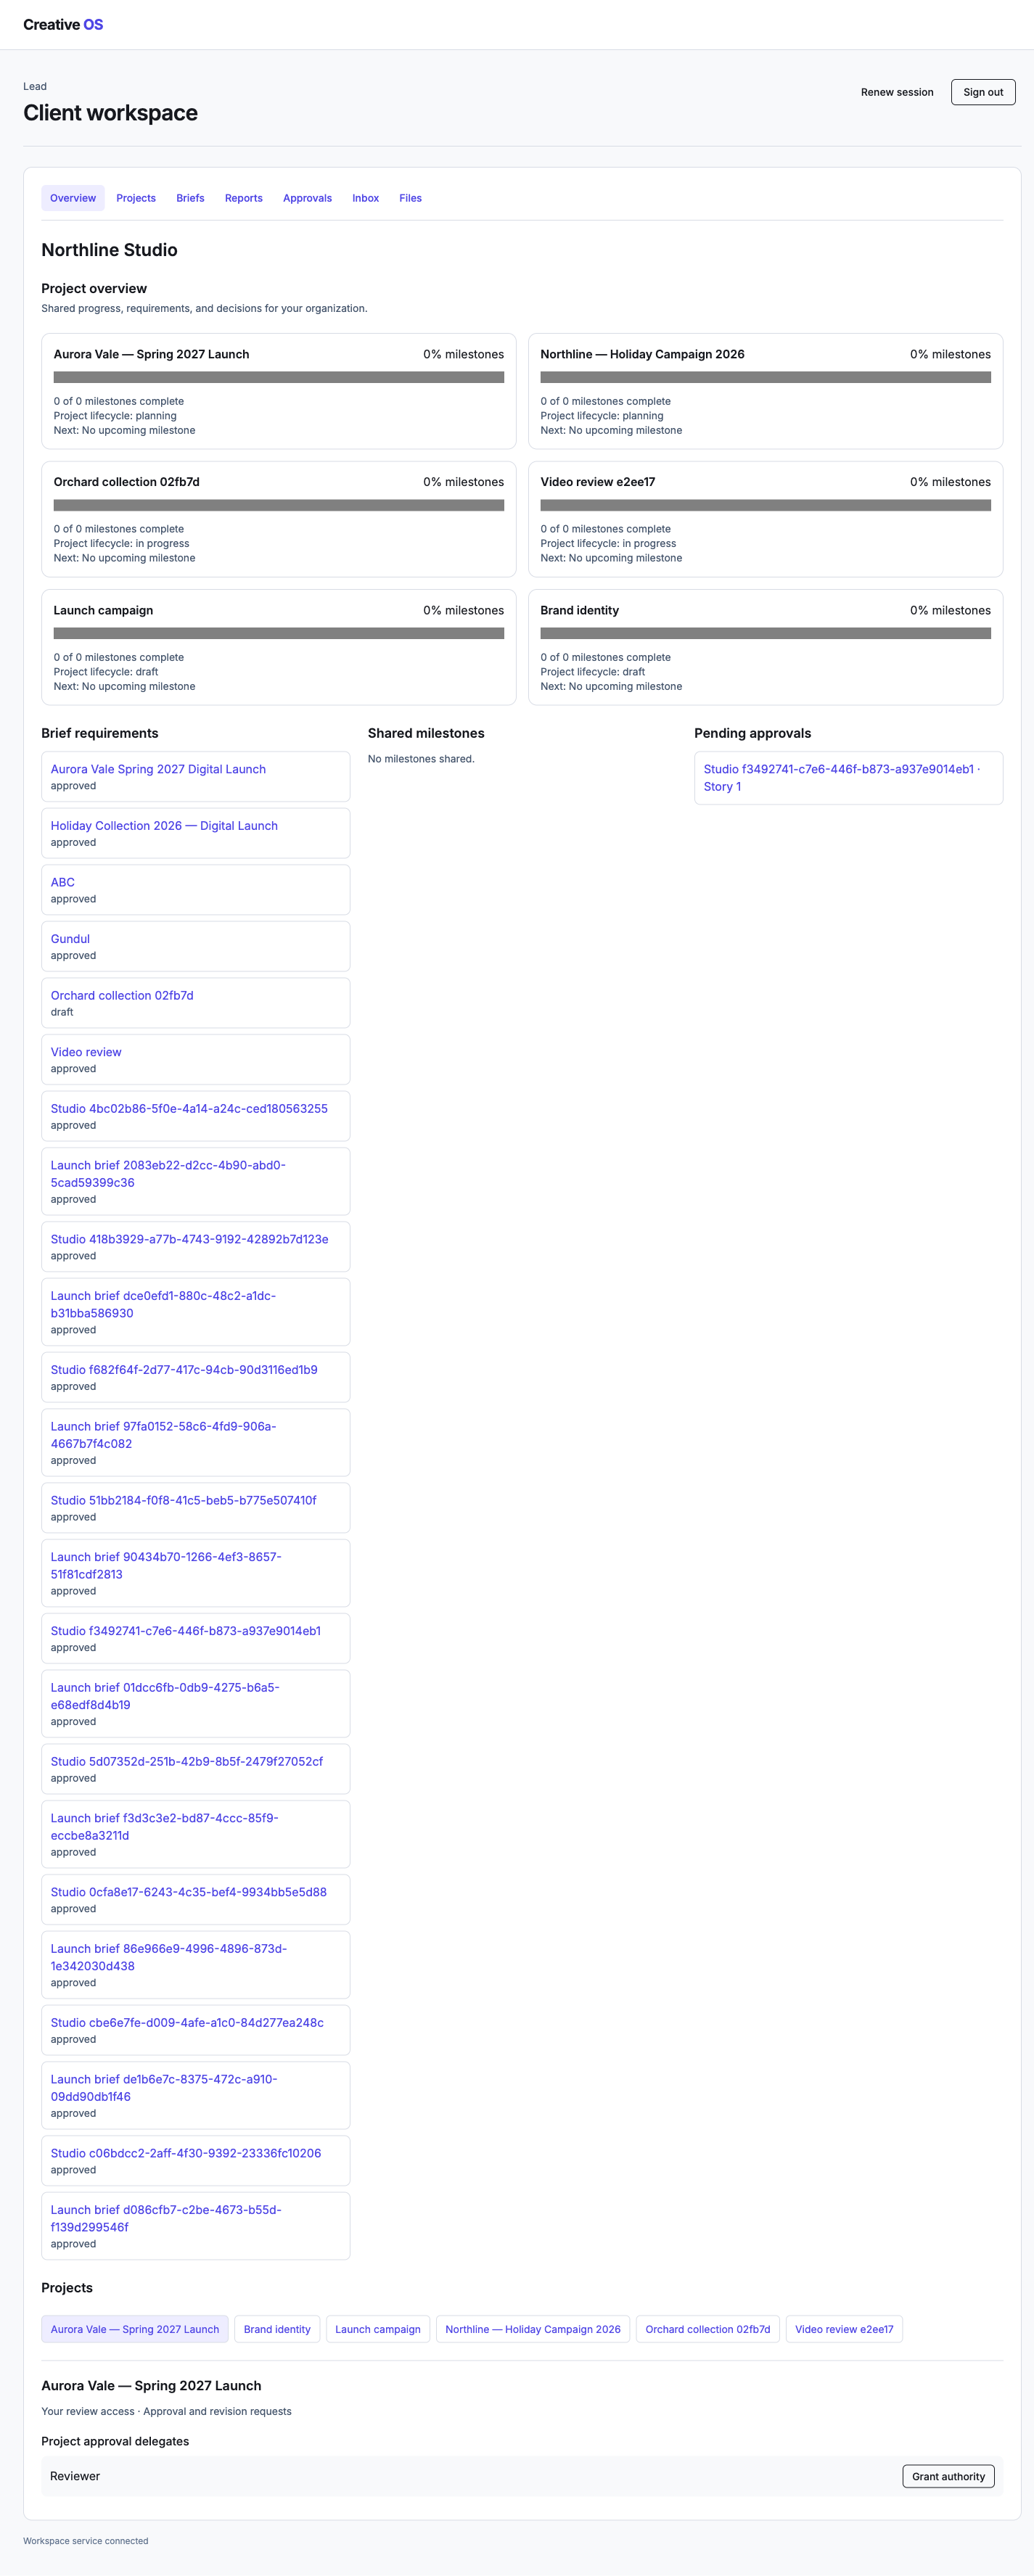 Creative OS
Lead
Client workspace
Renew session
Sign out
Overview
Projects
Briefs
Reports
Approvals
Inbox
Files
Northline Studio
Project overview
Shared progress, requirements, and decisions for your organization.
Aurora Vale — Spring 2027 Launch
0% milestones
0 of 0 milestones complete
Project lifecycle: planning
Next: No upcoming milestone
Northline — Holiday Campaign 2026
0% milestones
0 of 0 milestones complete
Project lifecycle: planning
Next: No upcoming milestone
Orchard collection 02fb7d
0% milestones
0 of 0 milestones complete
Project lifecycle: in progress
Next: No upcoming milestone
Video review e2ee17
0% milestones
0 of 0 milestones complete
Project lifecycle: in progress
Next: No upcoming milestone
Launch campaign
0% milestones
0 of 0 milestones complete
Project lifecycle: draft
Next: No upcoming milestone
Brand identity
0% milestones
0 of 0 milestones complete
Project lifecycle: draft
Next: No upcoming milestone
Brief requirements
Aurora Vale Spring 2027 Digital Launch
approved
Holiday Collection 2026 — Digital Launch
approved
ABC
approved
Gundul
approved
Orchard collection 02fb7d
draft
Video review
approved
Studio 4bc02b86-5f0e-4a14-a24c-ced180563255
approved
Launch brief 2083eb22-d2cc-4b90-abd0-
5cad59399c36
approved
Studio 418b3929-a77b-4743-9192-42892b7d123e
approved
Launch brief dce0efd1-880c-48c2-a1dc-
b31bba586930
approved
Studio f682f64f-2d77-417c-94cb-90d3116ed1b9
approved
Launch brief 97fa0152-58c6-4fd9-906a-
4667b7f4c082
approved
Studio 51bb2184-f0f8-41c5-beb5-b775e507410f
approved
Launch brief 90434b70-1266-4ef3-8657-
51f81cdf2813
approved
Studio f3492741-c7e6-446f-b873-a937e9014eb1
approved
Launch brief 01dcc6fb-0db9-4275-b6a5-
e68edf8d4b19
approved
Studio 5d07352d-251b-42b9-8b5f-2479f27052cf
approved
Launch brief f3d3c3e2-bd87-4ccc-85f9-
eccbe8a3211d
approved
Studio 0cfa8e17-6243-4c35-bef4-9934bb5e5d88
approved
Launch brief 86e966e9-4996-4896-873d-
1e342030d438
approved
Studio cbe6e7fe-d009-4afe-a1c0-84d277ea248c
approved
Launch brief de1b6e7c-8375-472c-a910-
09dd90db1f46
approved
Studio c06bdcc2-2aff-4f30-9392-23336fc10206
approved
Launch brief d086cfb7-c2be-4673-b55d-
f139d299546f
approved
Shared milestones
No milestones shared.
Pending approvals
Studio f3492741-c7e6-446f-b873-a937e9014eb1 ·
Story 1
Projects
Aurora Vale — Spring 2027 Launch
Brand identity
Launch campaign
Northline — Holiday Campaign 2026
Orchard collection 02fb7d
Video review e2ee17
Aurora Vale — Spring 2027 Launch
Your review access · Approval and revision requests
Project approval delegates
Reviewer
Grant authority
Workspace service connected